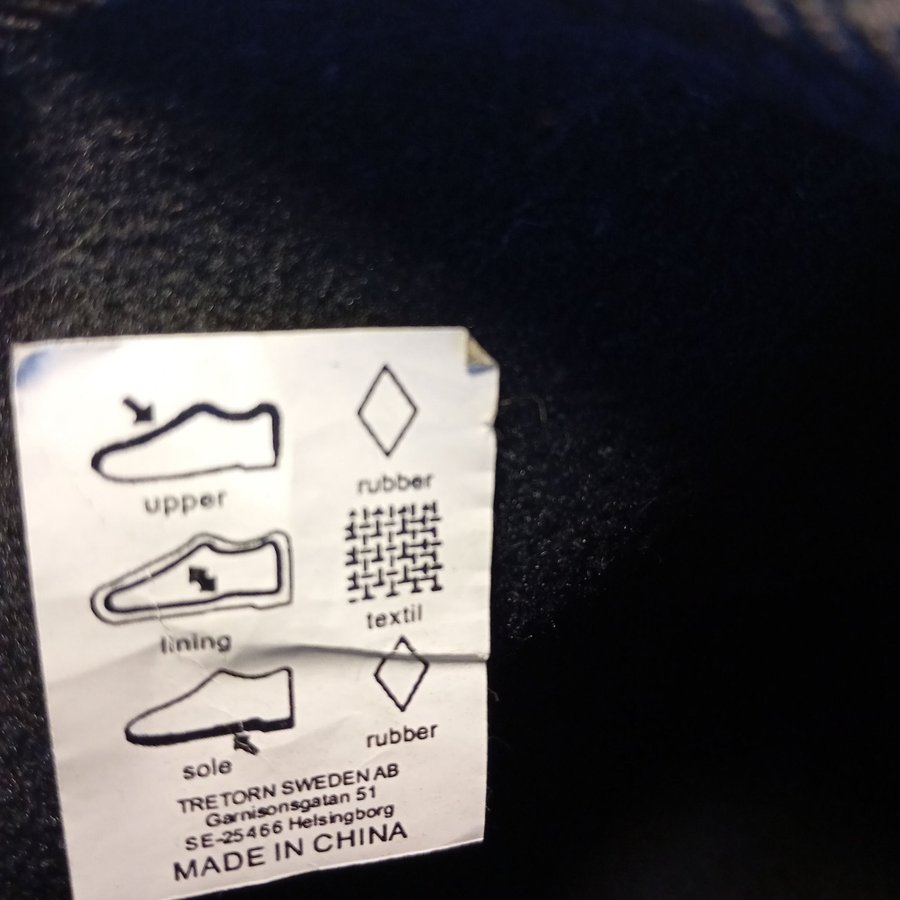 upper
rubber
lining
textil
sole
rubber
TRETORN SWEDEN AB
Garnisonsgatan 51
SE-25466 Helsingborg
MADE IN CHINA